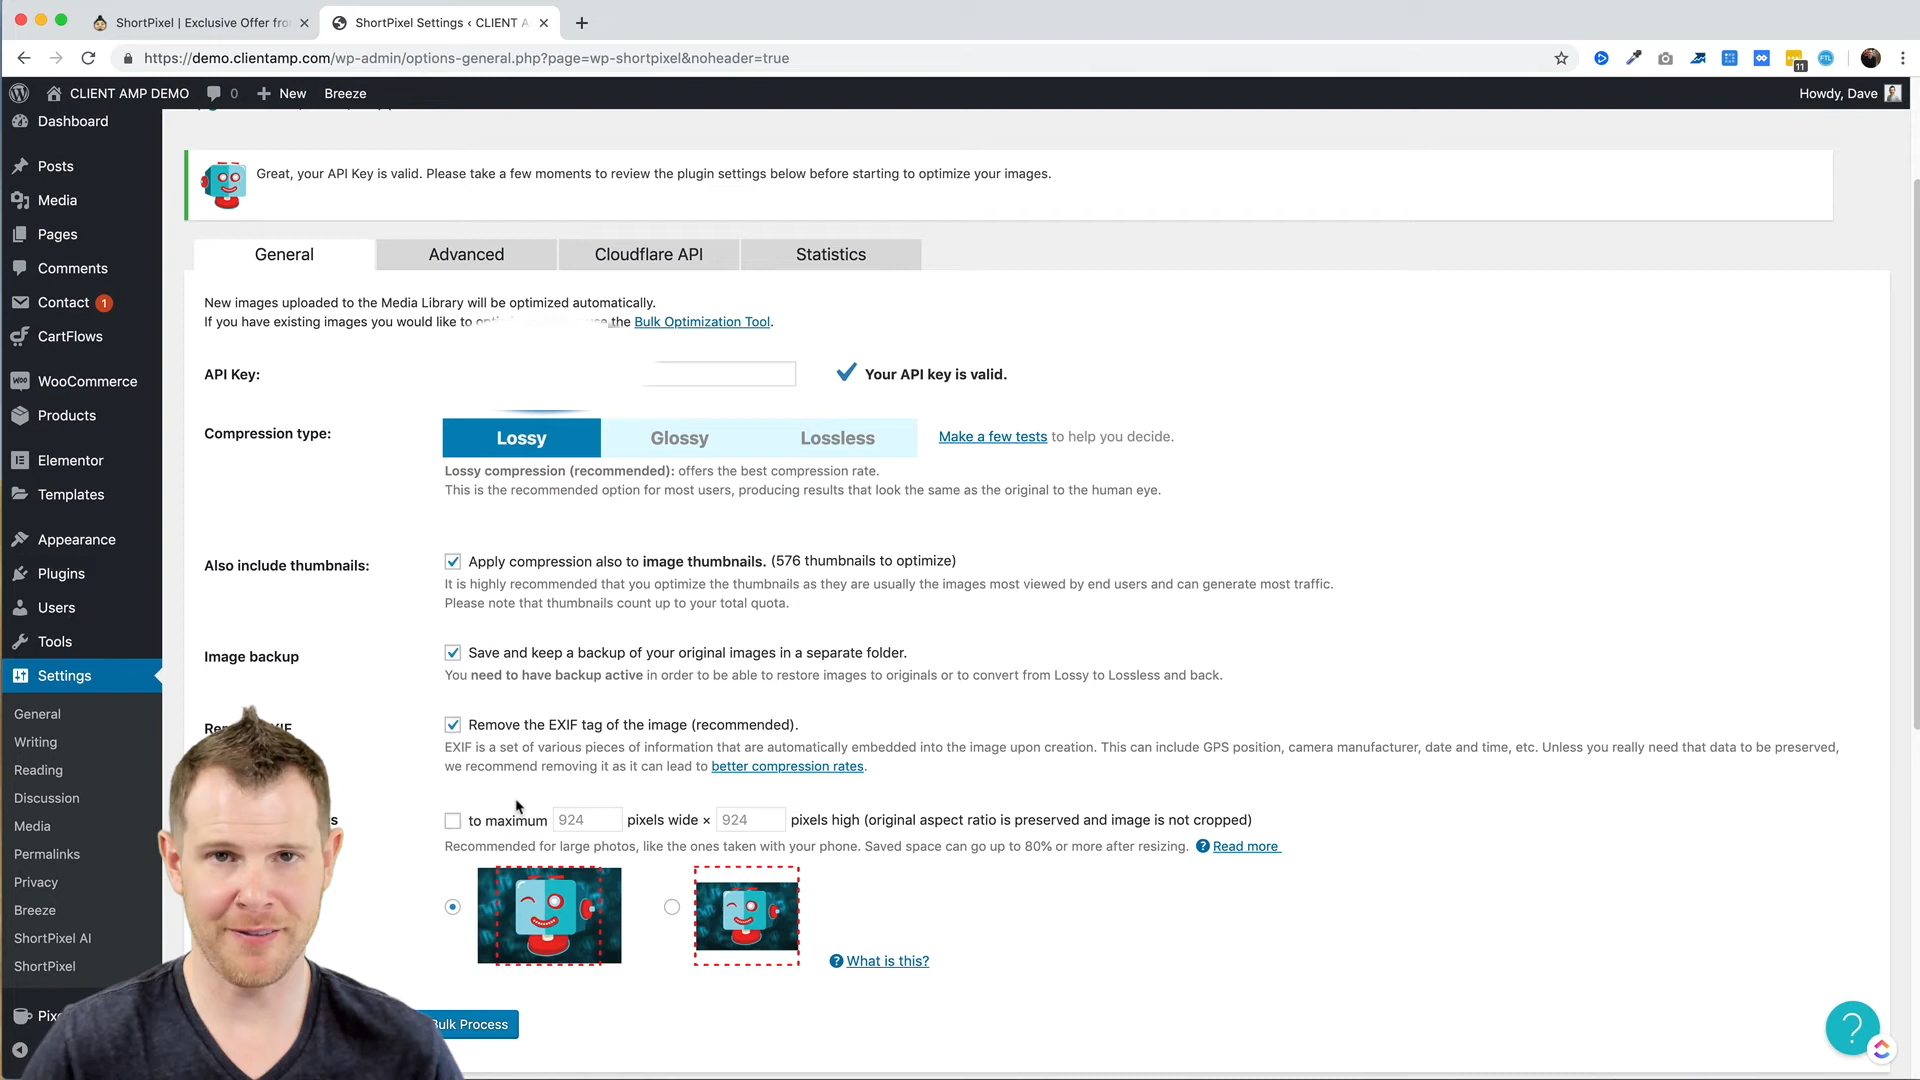 ShortPixel | Exclusive Offer fro
ShortPixel Settings ‹ CLIENT A
https://demo.clientamp.com/wp-admin/options-general.php?page=wp-shortpixel&noheader=true
11
FTL
CLIENT AMP DEMO 0 New Breeze
Howdy, Dave
Dashboard
Posts
Media
Pages
Comments
Contact 1
CartFlows
WooCommerce
Products
Elementor
Templates
Appearance
Plugins
Users
Tools
Settings
General
Writing
Reading
Discussion
Media
Permalinks
Privacy
Breeze
ShortPixel AI
ShortPixel
Great, your API Key is valid. Please take a few moments to review the plugin settings below before starting to optimize your images.
General Advanced Cloudflare API Statistics
New images uploaded to the Media Library will be optimized automatically.
If you have existing images you would like to the Bulk Optimization Tool.
API Key:
Your API key is valid.
Compression type:
Lossy Glossy Lossless
Make a few tests to help you decide.
Lossy compression (recommended): offers the best compression rate.
This is the recommended option for most users, producing results that look the same as the original to the human eye.
Also include thumbnails:
Apply compression also to image thumbnails. (576 thumbnails to optimize)
It is highly recommended that you optimize the thumbnails as they are usually the images most viewed by end users and can generate most traffic.
Please note that thumbnails count up to your total quota.
Image backup
Save and keep a backup of your original images in a separate folder.
You need to have backup active in order to be able to restore images to originals or to convert from Lossy to Lossless and back.
Remove the EXIF tag of the image (recommended).
EXIF is a set of various pieces of information that are automatically embedded into the image upon creation. This can include GPS position, camera manufacturer, date and time, etc. Unless you really need that data to be preserved,
we recommend removing it as it can lead to better compression rates.
to maximum 924 pixels wide × 924 pixels high (original aspect ratio is preserved and image is not cropped)
Recommended for large photos, like the ones taken with your phone. Saved space can go up to 80% or more after resizing. Read more
What is this?
Bulk Process